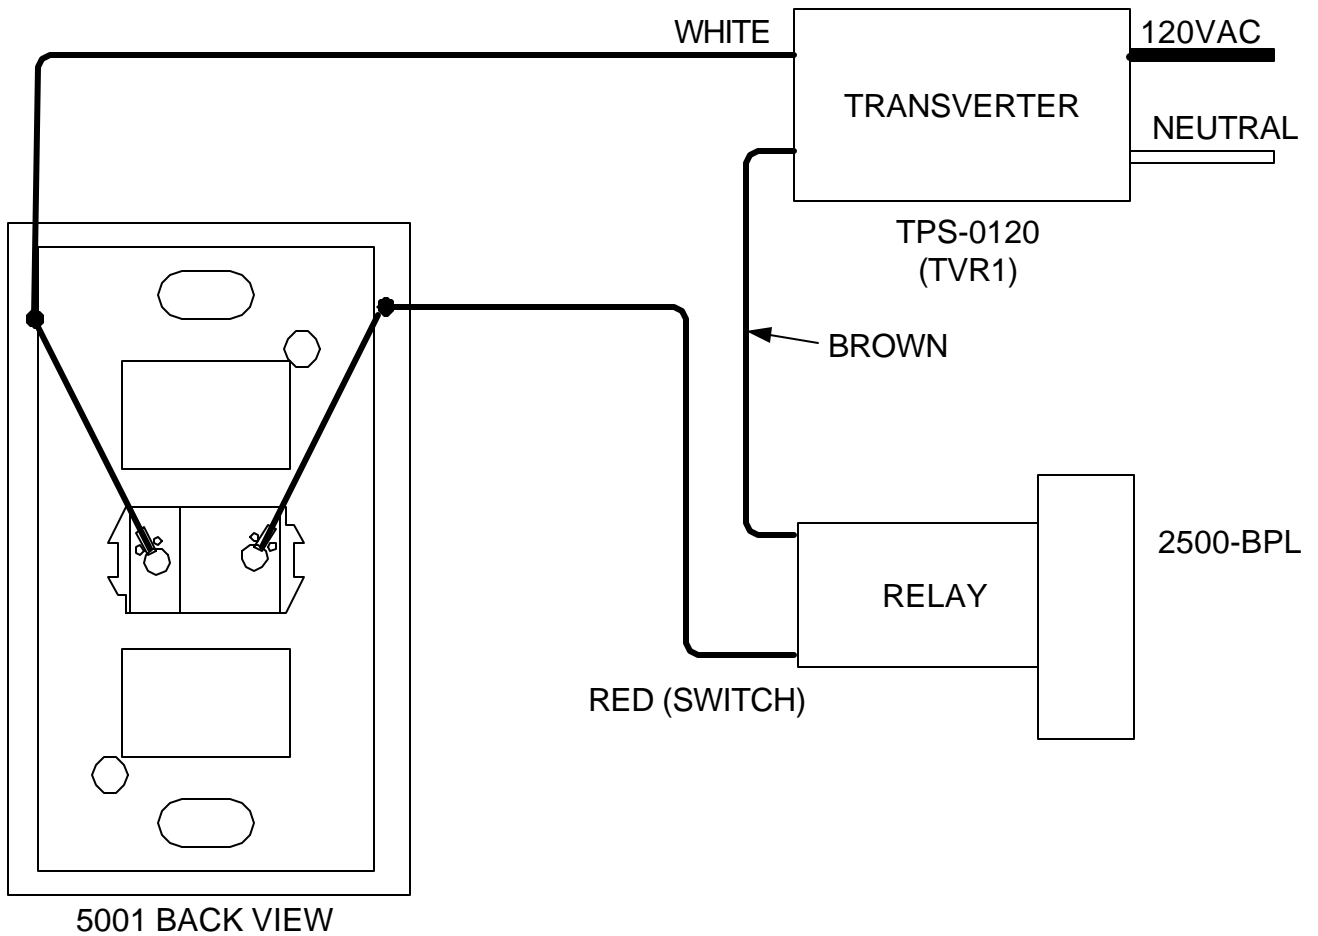 WHITE
120VAC
TRANSVERTER
NEUTRAL
TPS-0120
(TVR1)
BROWN
2500-BPL
RELAY
RED (SWITCH)
5001 BACK VIEW